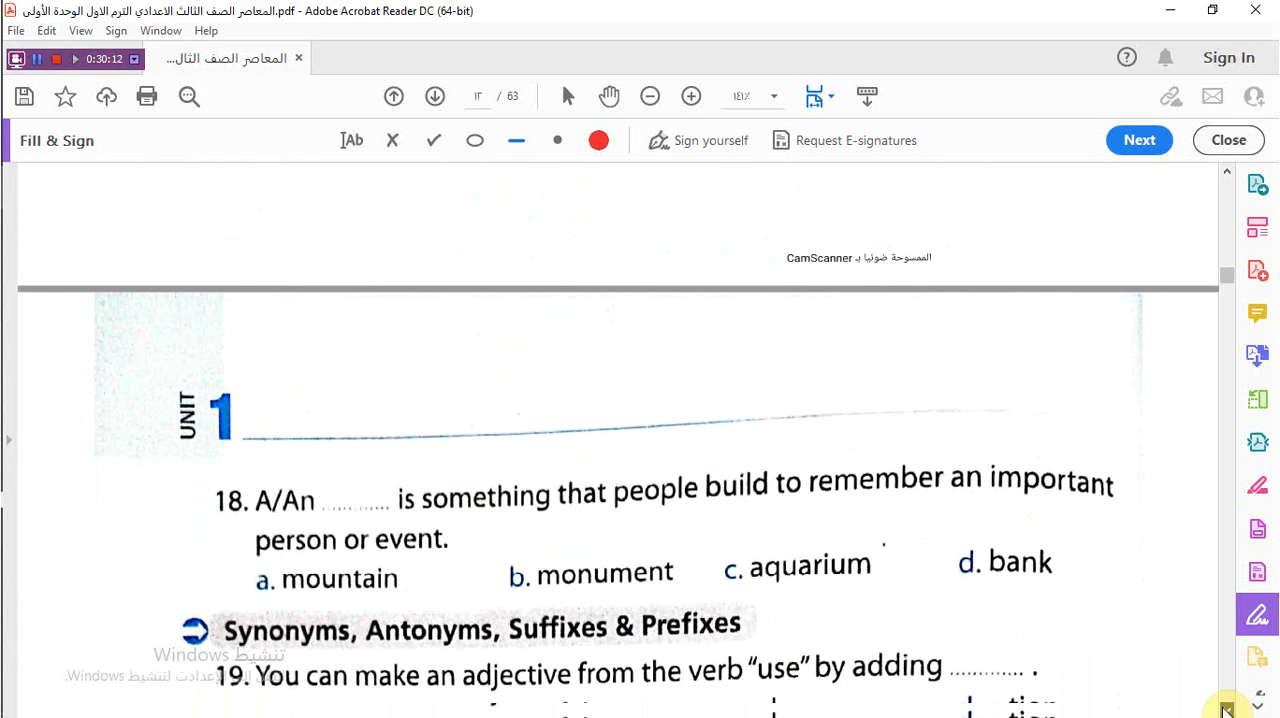 المعاصر الصف الثالث الاعدادي الترم الاول الوحدة الأولى.pdf - Adobe Acrobat Reader DC (64-bit)
File Edit View Sign Window Help
0:30:12
المعاصر الصف الثال... ×
Sign In
١٢ / 63
١٤١٪
Fill & Sign
Ab
Sign yourself
Request E-signatures
Next
Close
الممسوحة ضوئيا بـ CamScanner
UNIT 1
18. A/An ............ is something that people build to remember an important
person or event.
a. mountain b. monument c. aquarium d. bank
Synonyms, Antonyms, Suffixes & Prefixes
تنشيط Windows
19. You can make an adjective from the verb "use" by adding ............ .
الإعدادات لتنشيط Windows.